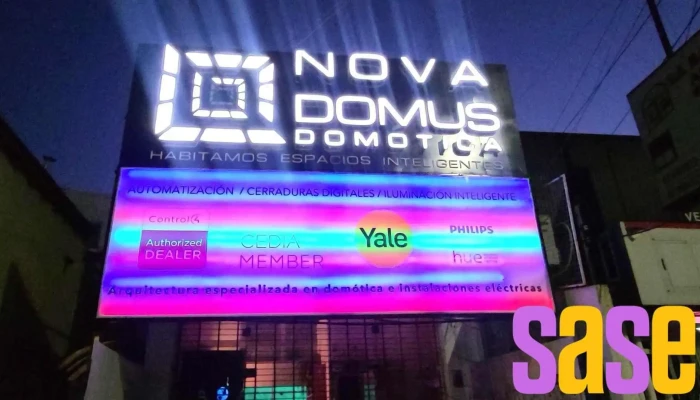 NOVA
DOMUS
DOMOTICA
HABITAMOS ESPACIOS INTELIGENTES
AUTOMATIZACIÓN / CERRADURAS DIGITALES / ILUMINACIÓN INTELIGENTE
Control4
Authorized
DEALER
CEDIA
MEMBER
Yale
PHILIPS
hue
Arquitectura especializada en domótica e instalaciones eléctricas
VE
sase